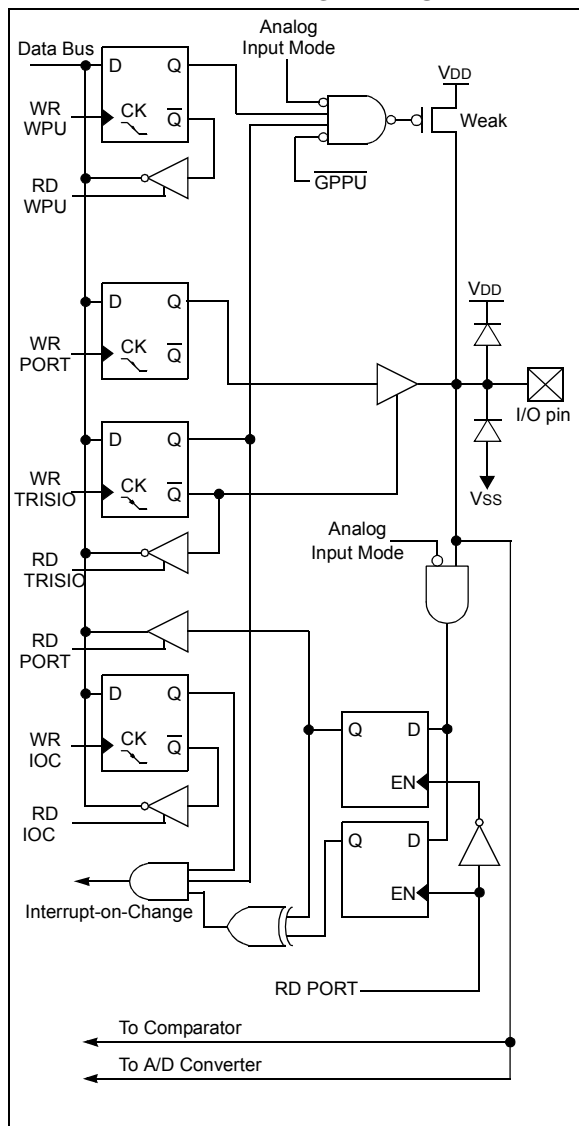 Analog
Input Mode
Data Bus
D Q
VDD
WR
WPU
CK Q
Weak
RD
WPU
GPPU
D Q
VDD
WR
PORT
CK Q
I/O pin
D Q
WR
TRISIO
CK Q
VSS
Analog
Input Mode
RD
TRISIO
RD
PORT
D Q
Q D
WR
IOC
CK Q
EN
RD
IOC
Q D
EN
Interrupt-on-Change
RD PORT
To Comparator
To A/D Converter